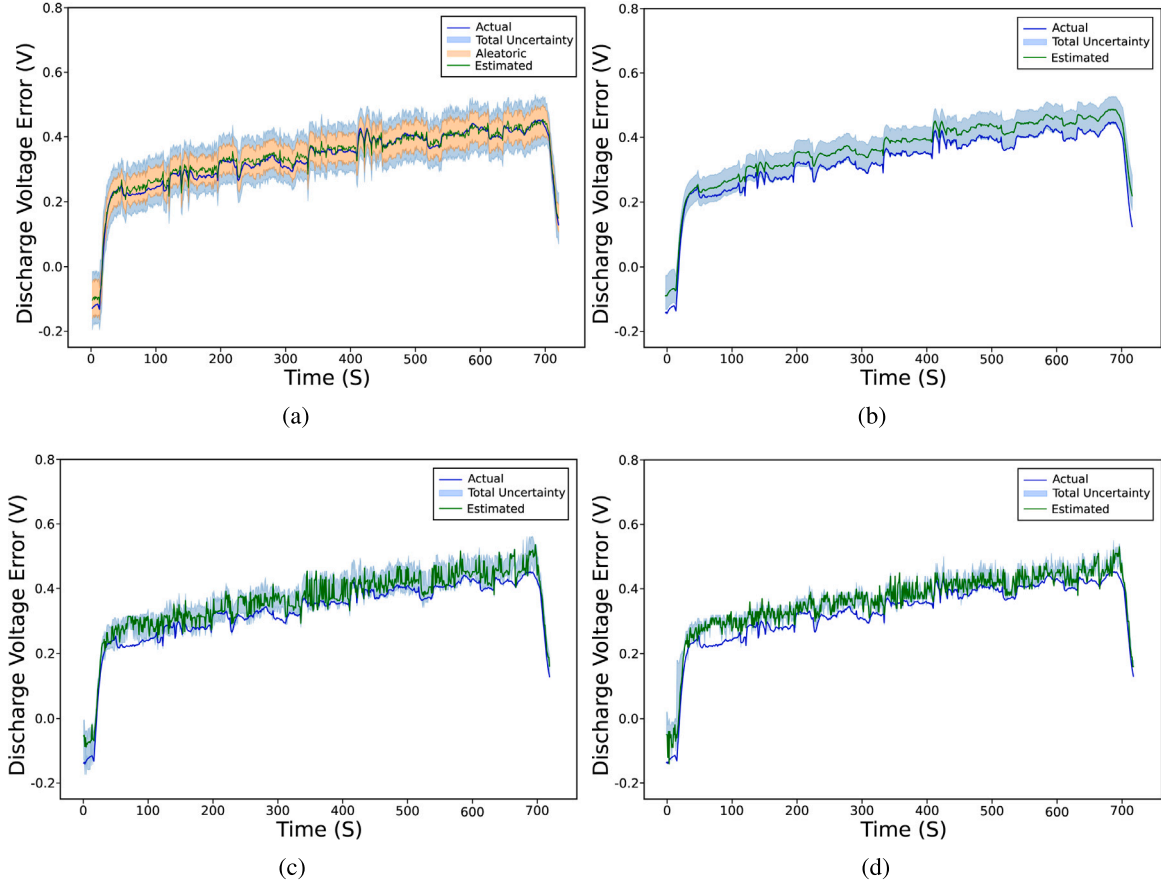 Discharge Voltage Error (V)
0.8
0.6
0.4
0.2
0.0
-0.2
Actual
Total Uncertainty
Aleatoric
Estimated
0 100 200 300 400 500 600 700
Time (S)
(a)
Discharge Voltage Error (V)
0.8
0.6
0.4
0.2
0.0
-0.2
Actual
Total Uncertainty
Estimated
0 100 200 300 400 500 600 700
Time (S)
(b)
Discharge Voltage Error (V)
0.8
0.6
0.4
0.2
0.0
-0.2
Actual
Total Uncertainty
Estimated
0 100 200 300 400 500 600 700
Time (S)
(c)
Discharge Voltage Error (V)
0.8
0.6
0.4
0.2
0.0
-0.2
Actual
Total Uncertainty
Estimated
0 100 200 300 400 500 600 700
Time (S)
(d)